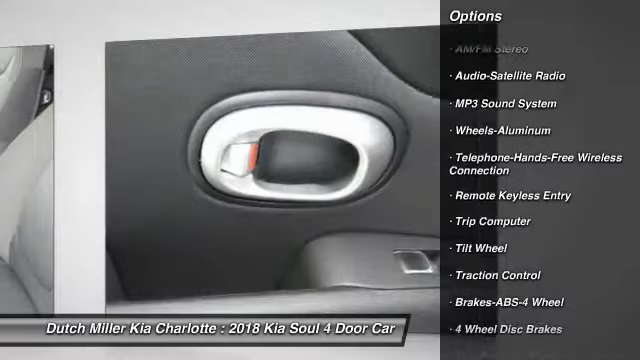 Options
· AM/FM Stereo
· Audio-Satellite Radio
· MP3 Sound System
· Wheels-Aluminum
· Telephone-Hands-Free Wireless
Connection
· Remote Keyless Entry
· Trip Computer
· Tilt Wheel
· Traction Control
· Brakes-ABS-4 Wheel
· 4 Wheel Disc Brakes
Dutch Miller Kia Charlotte : 2018 Kia Soul 4 Door Car